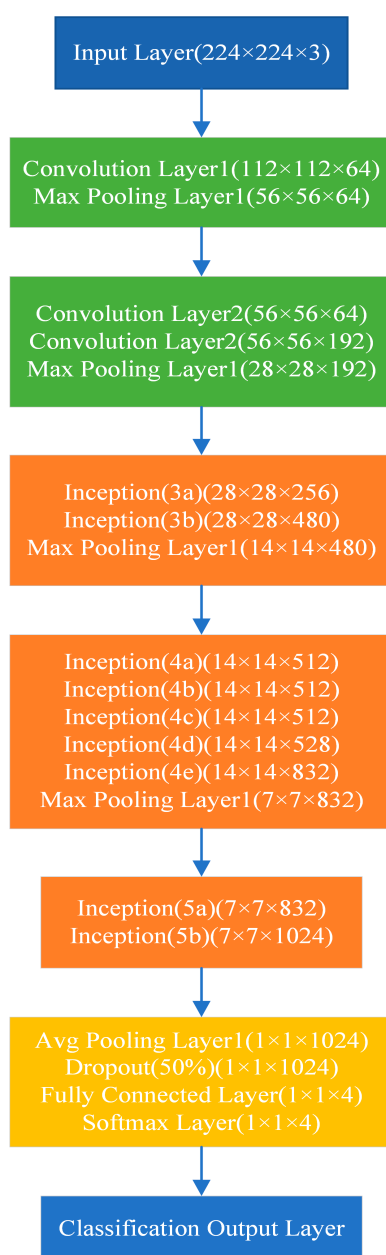 Input Layer(224×224×3)
Convolution Layer1(112×112×64)
Max Pooling Layer1(56×56×64)
Convolution Layer2(56×56×64)
Convolution Layer2(56×56×192)
Max Pooling Layer1(28×28×192)
Inception(3a)(28×28×256)
Inception(3b)(28×28×480)
Max Pooling Layer1(14×14×480)
Inception(4a)(14×14×512)
Inception(4b)(14×14×512)
Inception(4c)(14×14×512)
Inception(4d)(14×14×528)
Inception(4e)(14×14×832)
Max Pooling Layer1(7×7×832)
Inception(5a)(7×7×832)
Inception(5b)(7×7×1024)
Avg Pooling Layer1(1×1×1024)
Dropout(50%)(1×1×1024)
Fully Connected Layer(1×1×4)
Softmax Layer(1×1×4)
Classification Output Layer